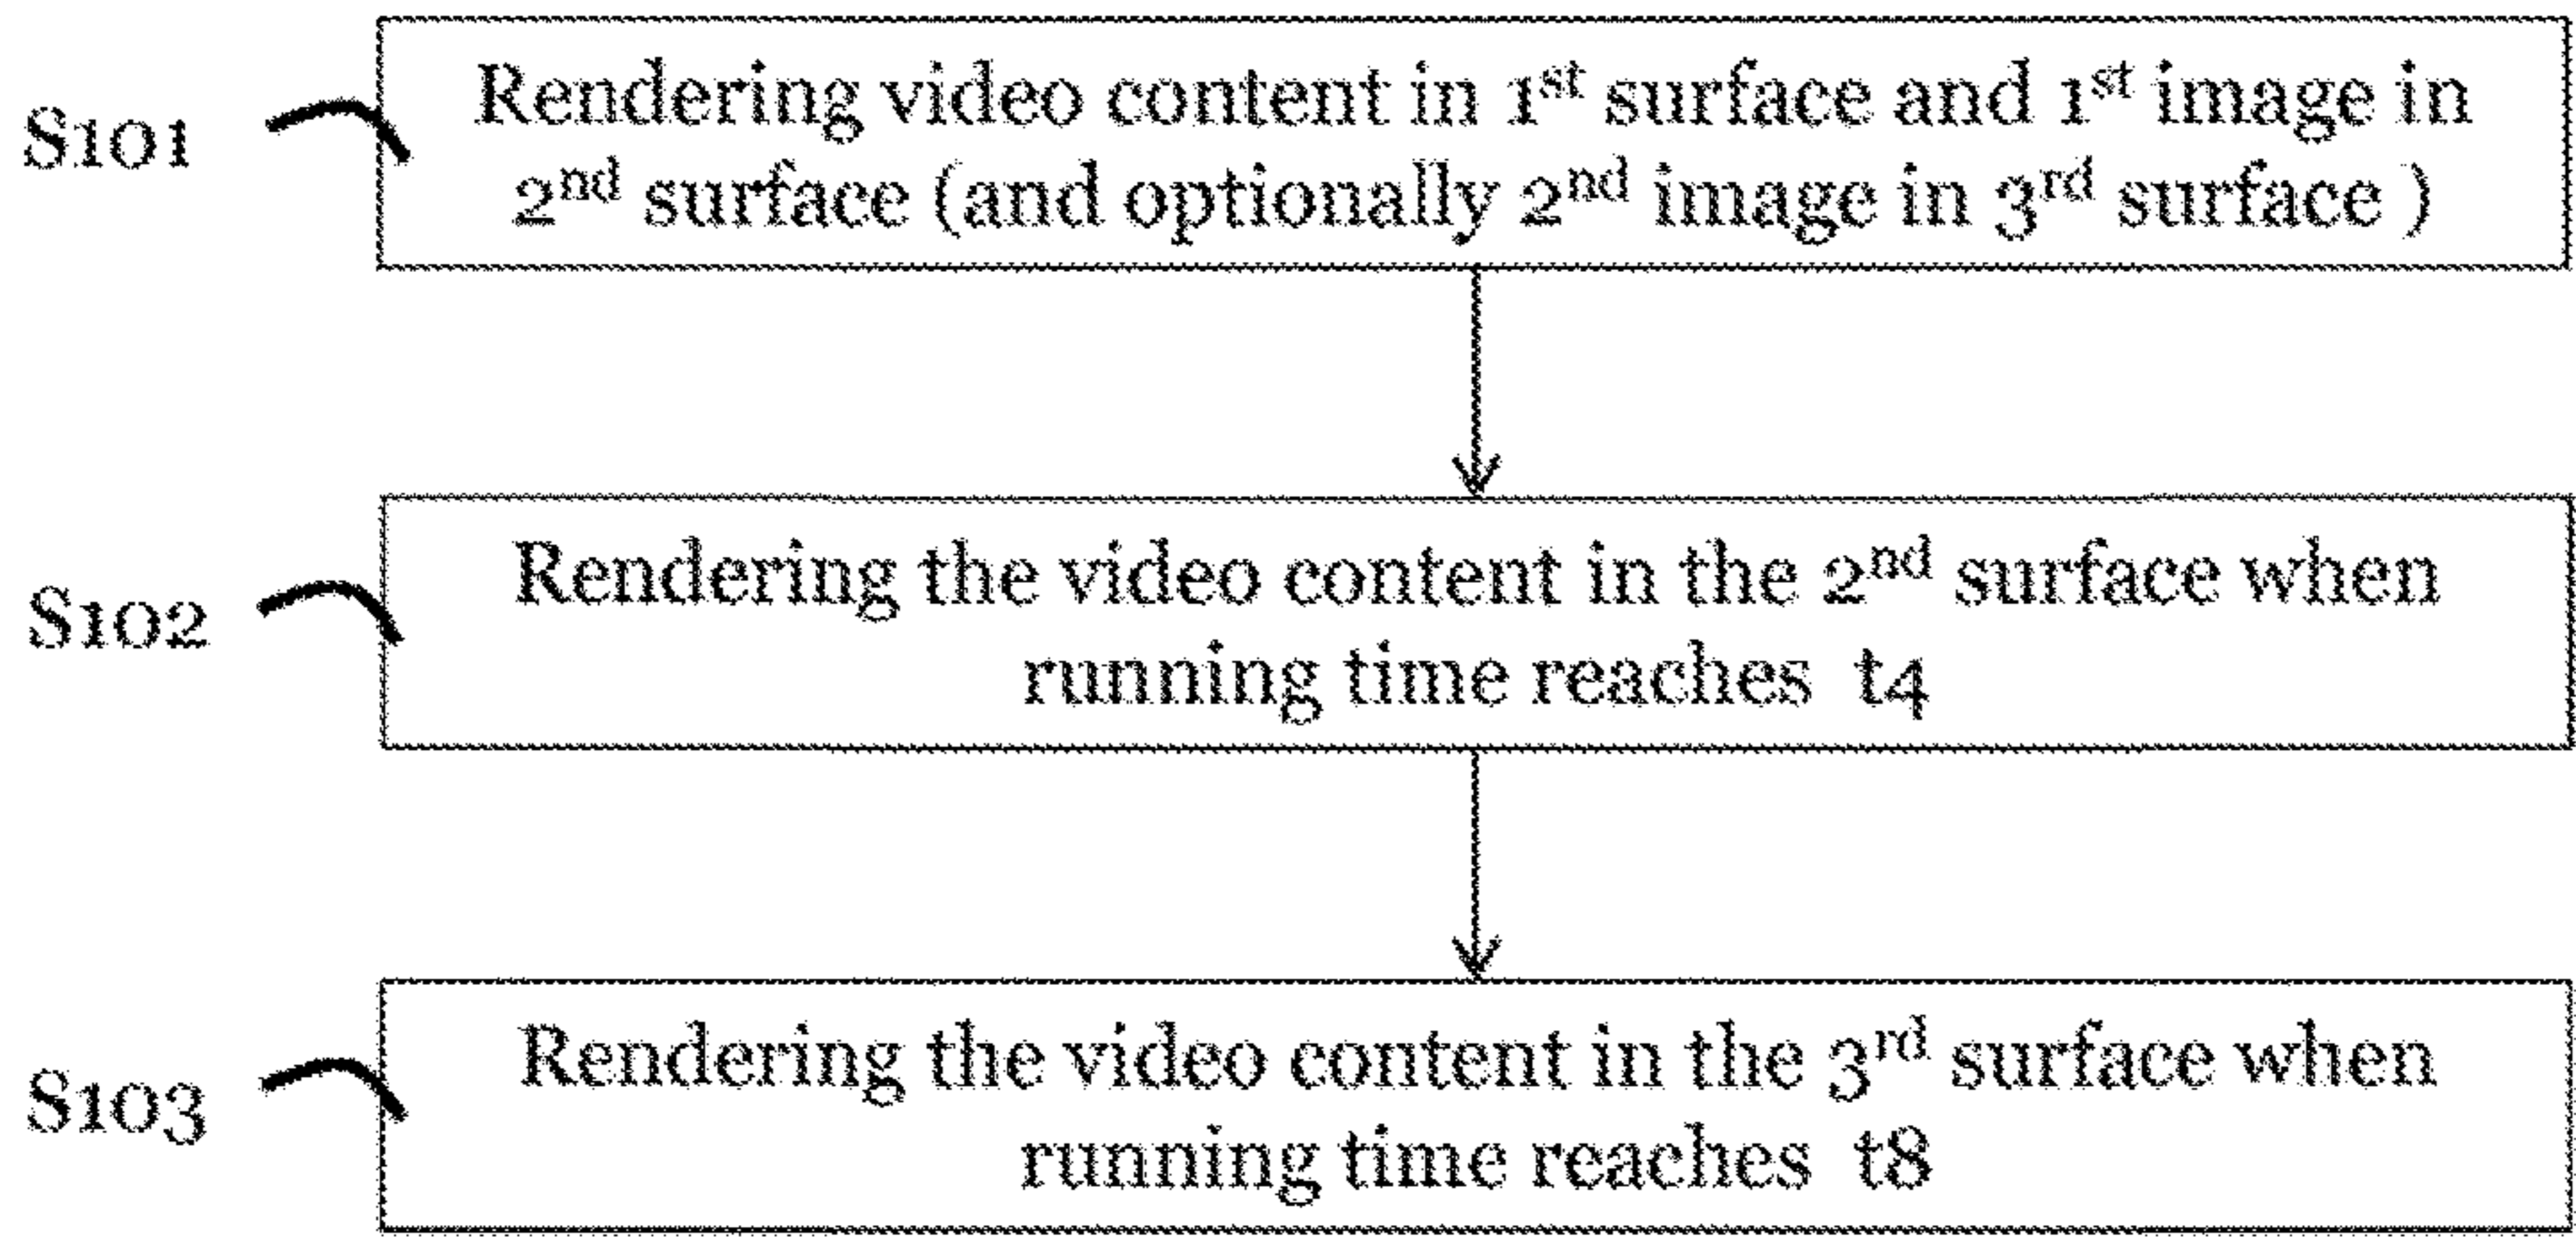 S101
Rendering video content in 1st surface and 1st image in
2nd surface (and optionally 2nd image in 3rd surface )
S102
Rendering the video content in the 2nd surface when
running time reaches t4
S103
Rendering the video content in the 3rd surface when
running time reaches t8